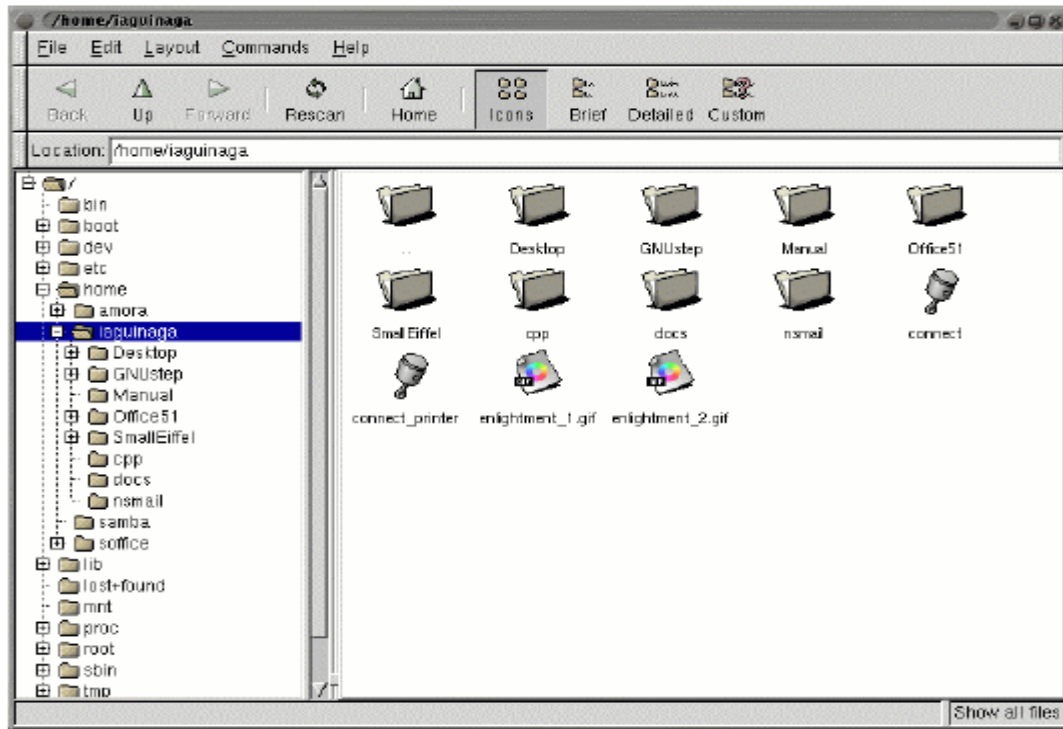 /home/iaguinaga
File Edit Layout Commands Help
Back Up Forward Rescan Home Icons Brief Detailed Custom
Location: /home/iaguinaga
/
bin
boot
dev
etc
home
amora
iaguinaga
Desktop
GNUstep
Manual
Office51
SmallEiffel
cpp
docs
nsmail
samba
soffice
lib
lost+found
mnt
proc
root
sbin
tmp
.. Desktop GNUstep Manual Office51
SmallEiffel cpp docs nsmail connect
connect_printer enlightment_1.gif enlightment_2.gif
Show all files